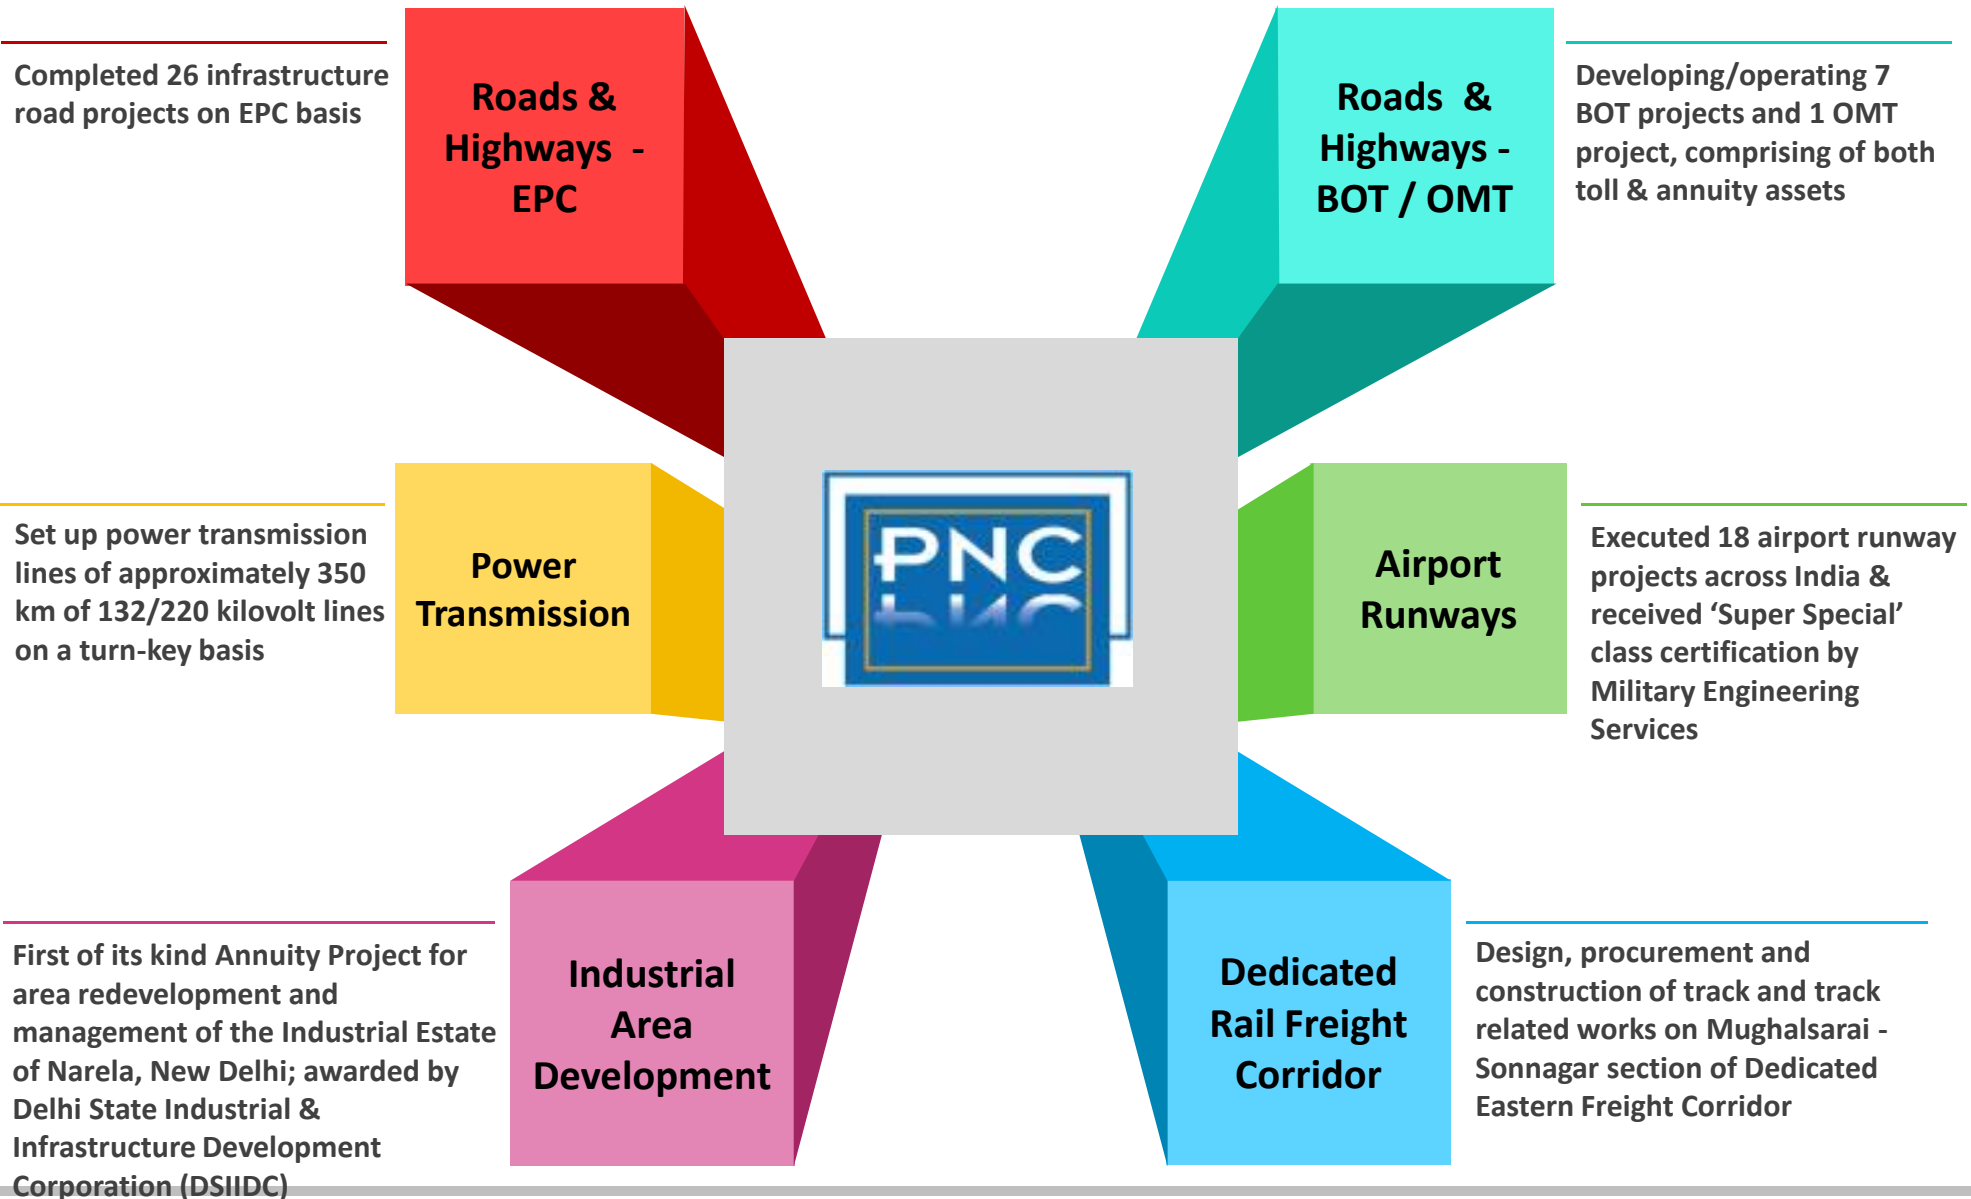 Completed 26 infrastructure
road projects on EPC basis
Roads &
Highways  -
EPC
Roads  &
Highways -
BOT / OMT
Developing/operating 7
BOT projects and 1 OMT
project, comprising of both
toll & annuity assets
Set up power transmission
lines of approximately 350
km of 132/220 kilovolt lines
on a turn-key basis
Power
Transmission
PNC
Airport
Runways
Executed 18 airport runway
projects across India &
received ‘Super Special’
class certification by
Military Engineering
Services
First of its kind Annuity Project for
area redevelopment and
management of the Industrial Estate
of Narela, New Delhi; awarded by
Delhi State Industrial &
Infrastructure Development
Corporation (DSIIDC)
Industrial
Area
Development
Dedicated
Rail Freight
Corridor
Design, procurement and
construction of track and track
related works on Mughalsarai -
Sonnagar section of Dedicated
Eastern Freight Corridor